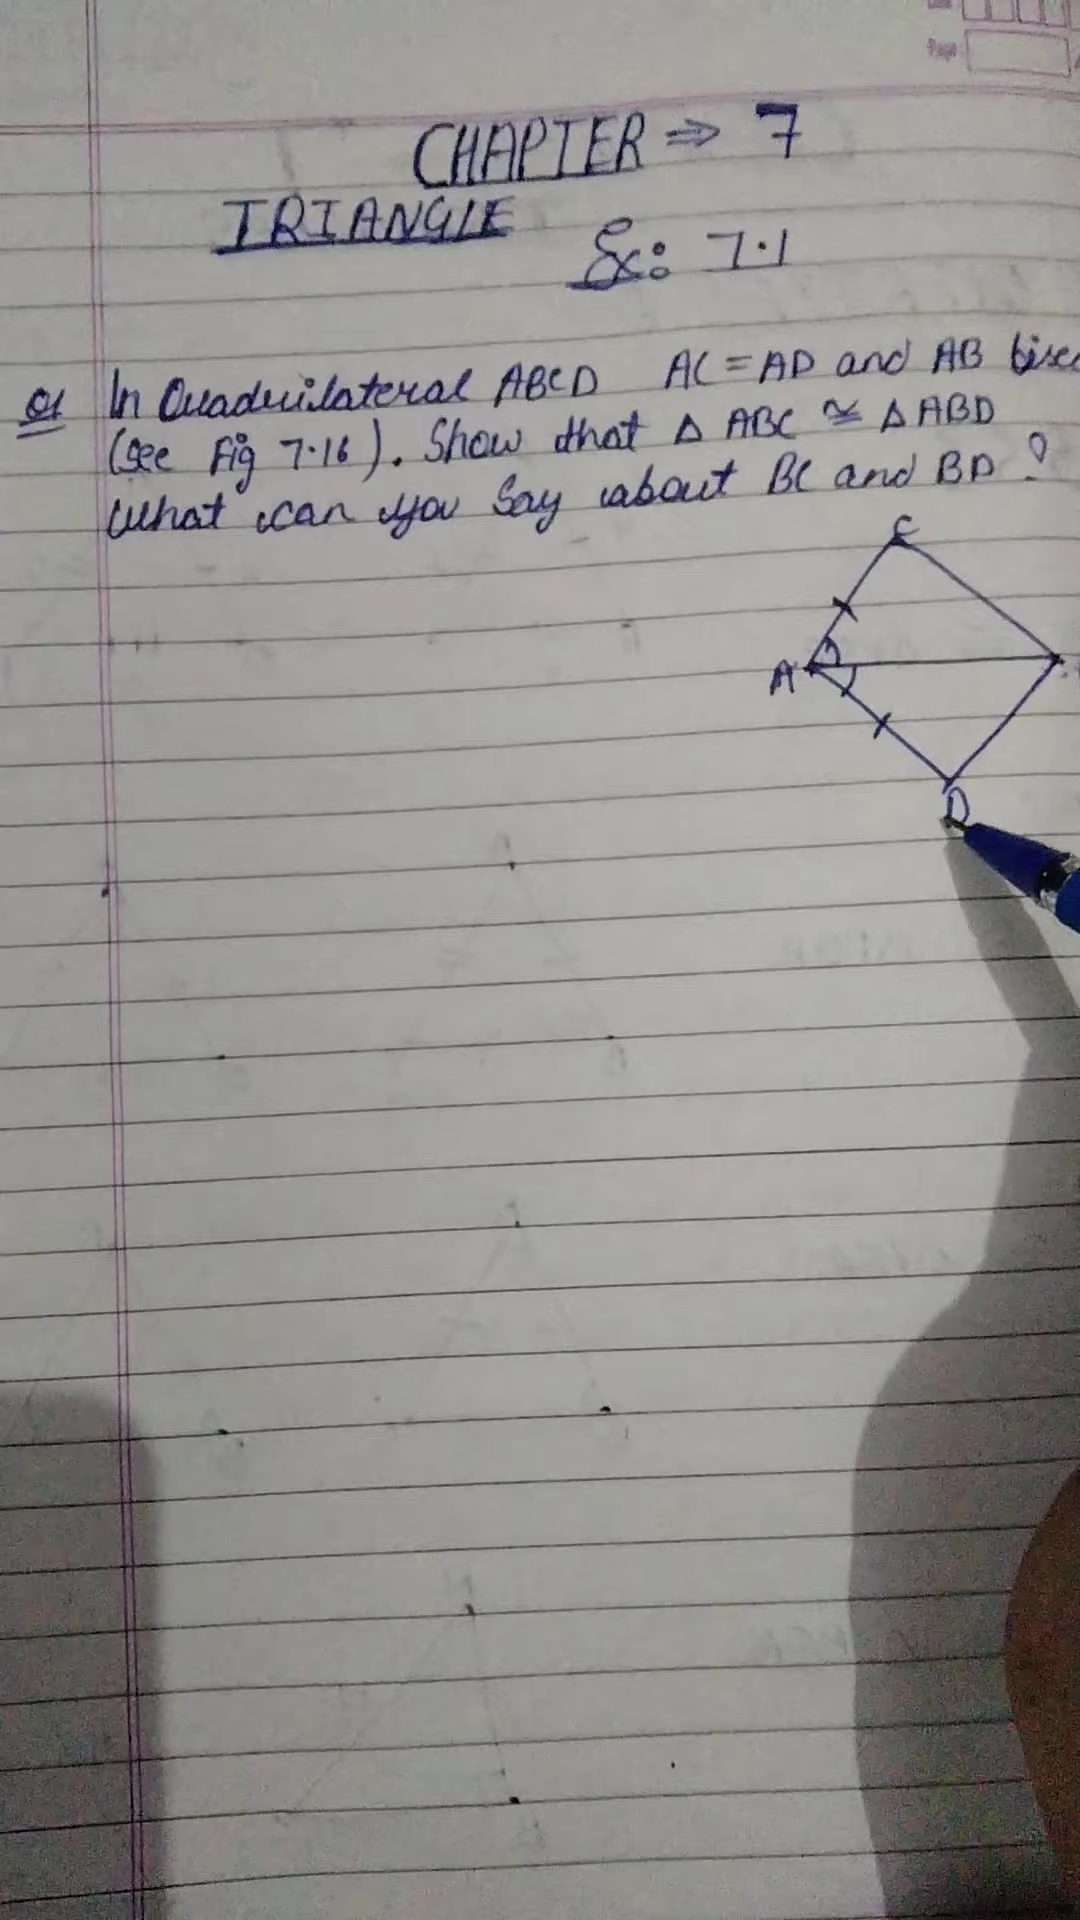 Page
CHAPTER ⇒ 7
TRIANGLE
Ex: 7.1
Q1 In Quadrilateral ABCD AC = AD and AB
(See Fig 7.16). Show that Δ ABC ≅ Δ ABD
What can you Say about BC and BD ?
C
A
D